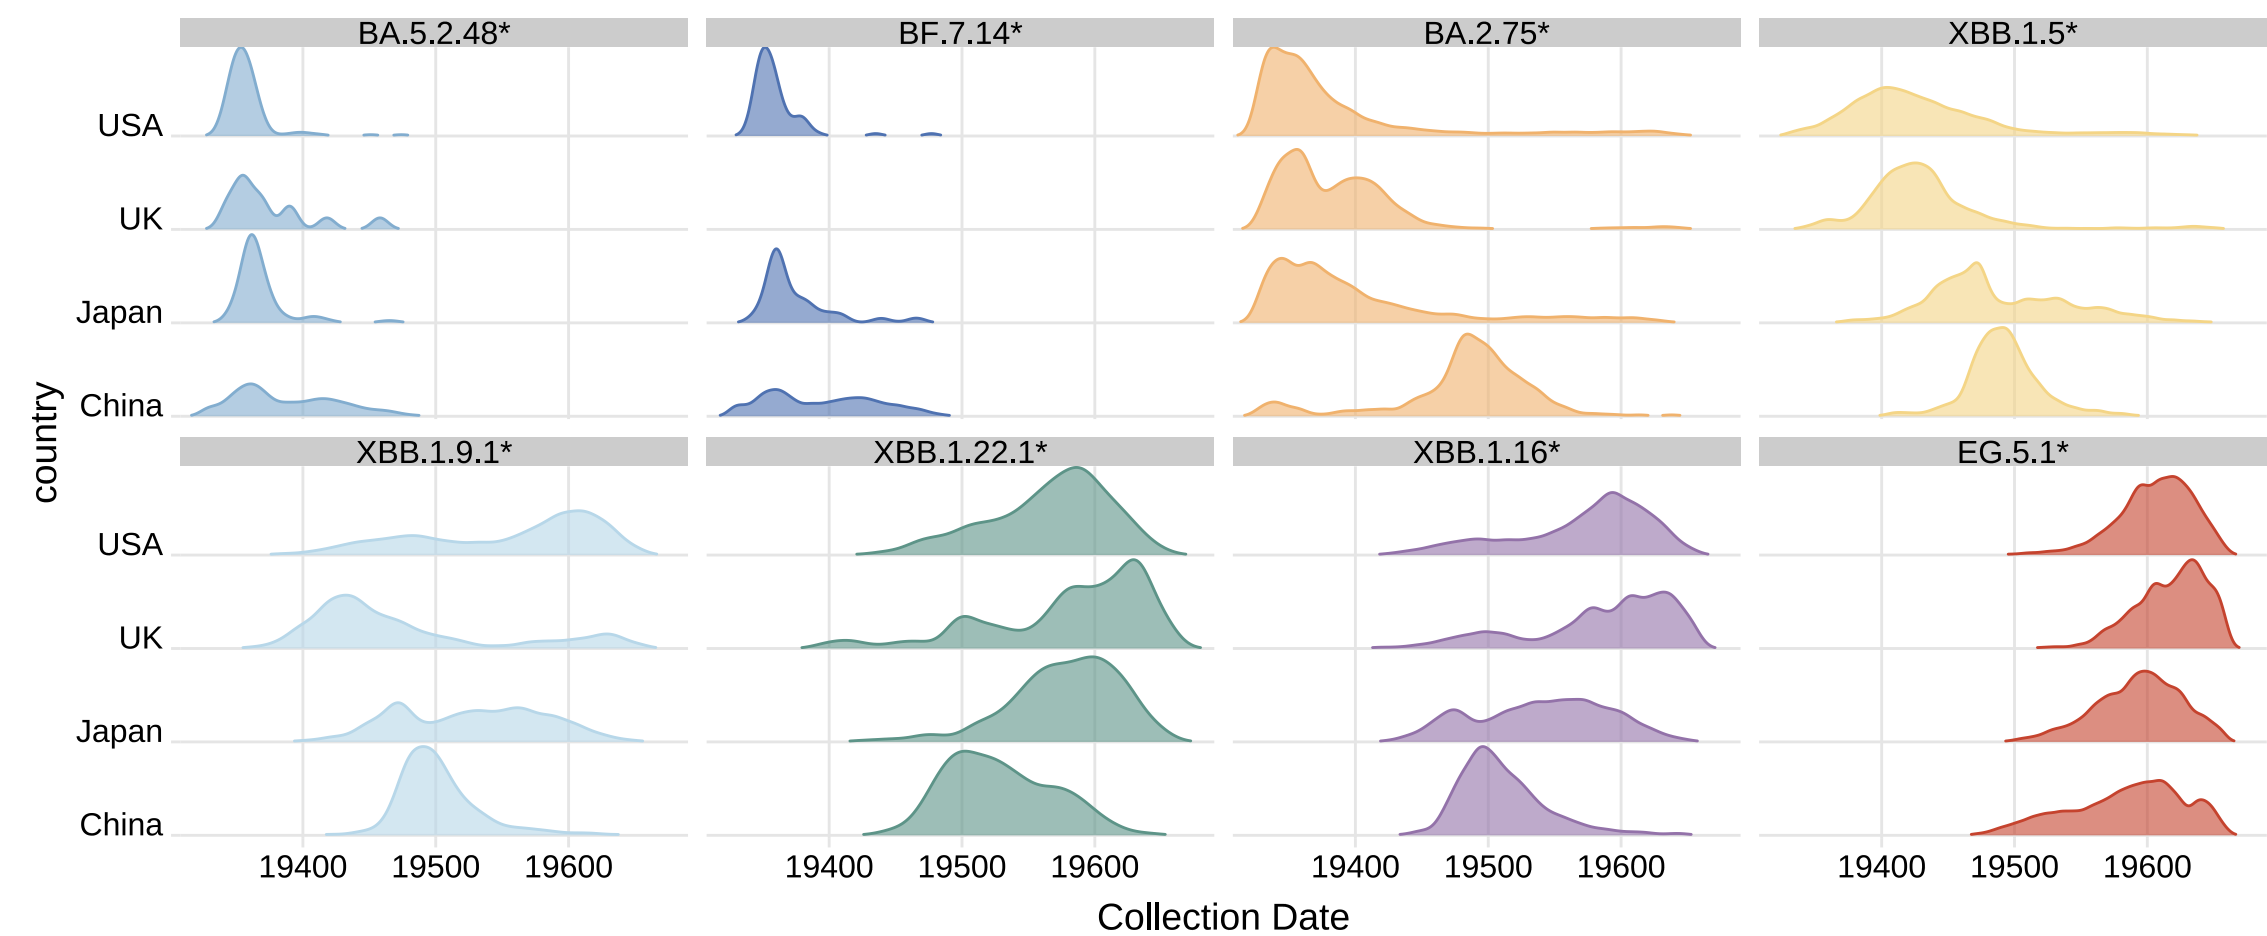 BA.5.2.48* BF.7.14* BA.2.75* XBB.1.5*
USA
UK
Japan
China
country
XBB.1.9.1* XBB.1.22.1* XBB.1.16* EG.5.1*
USA
UK
Japan
China
19400 19500 19600 19400 19500 19600 19400 19500 19600 19400 19500 19600
Collection Date